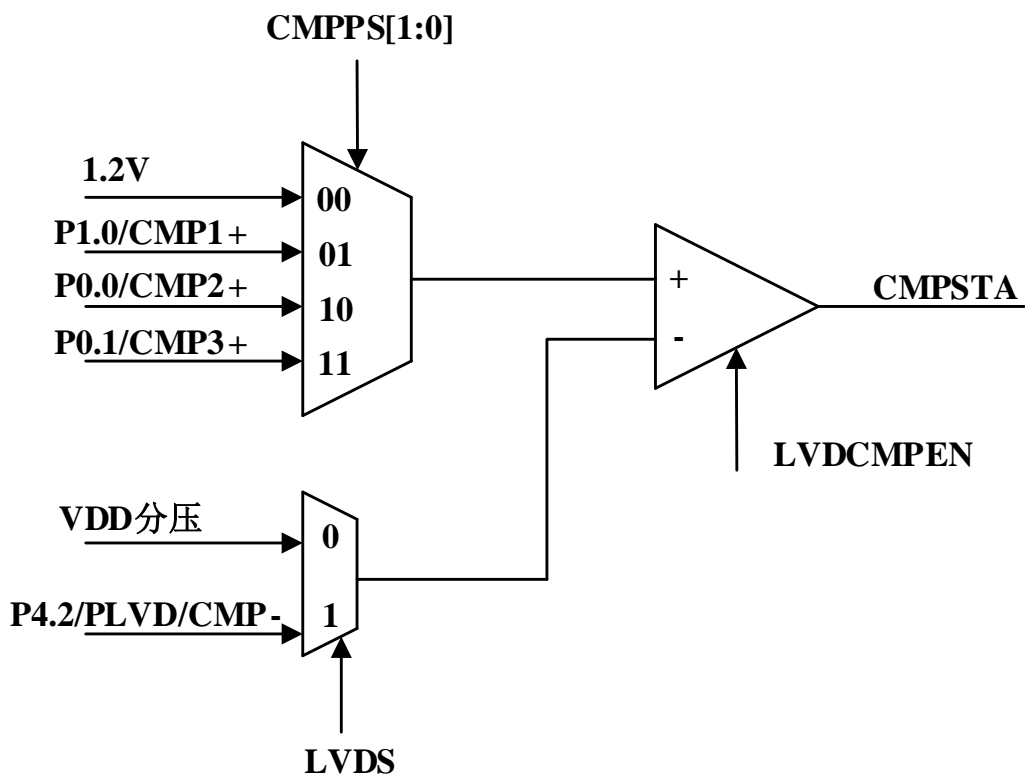 CMPPS[1:0]
1.2V
00
P1.0/CMP1+
01
P0.0/CMP2+
10
P0.1/CMP3+
11
+
-
CMPSTA
LVDCMPEN
VDD分压
0
P4.2/PLVD/CMP-
1
LVDS